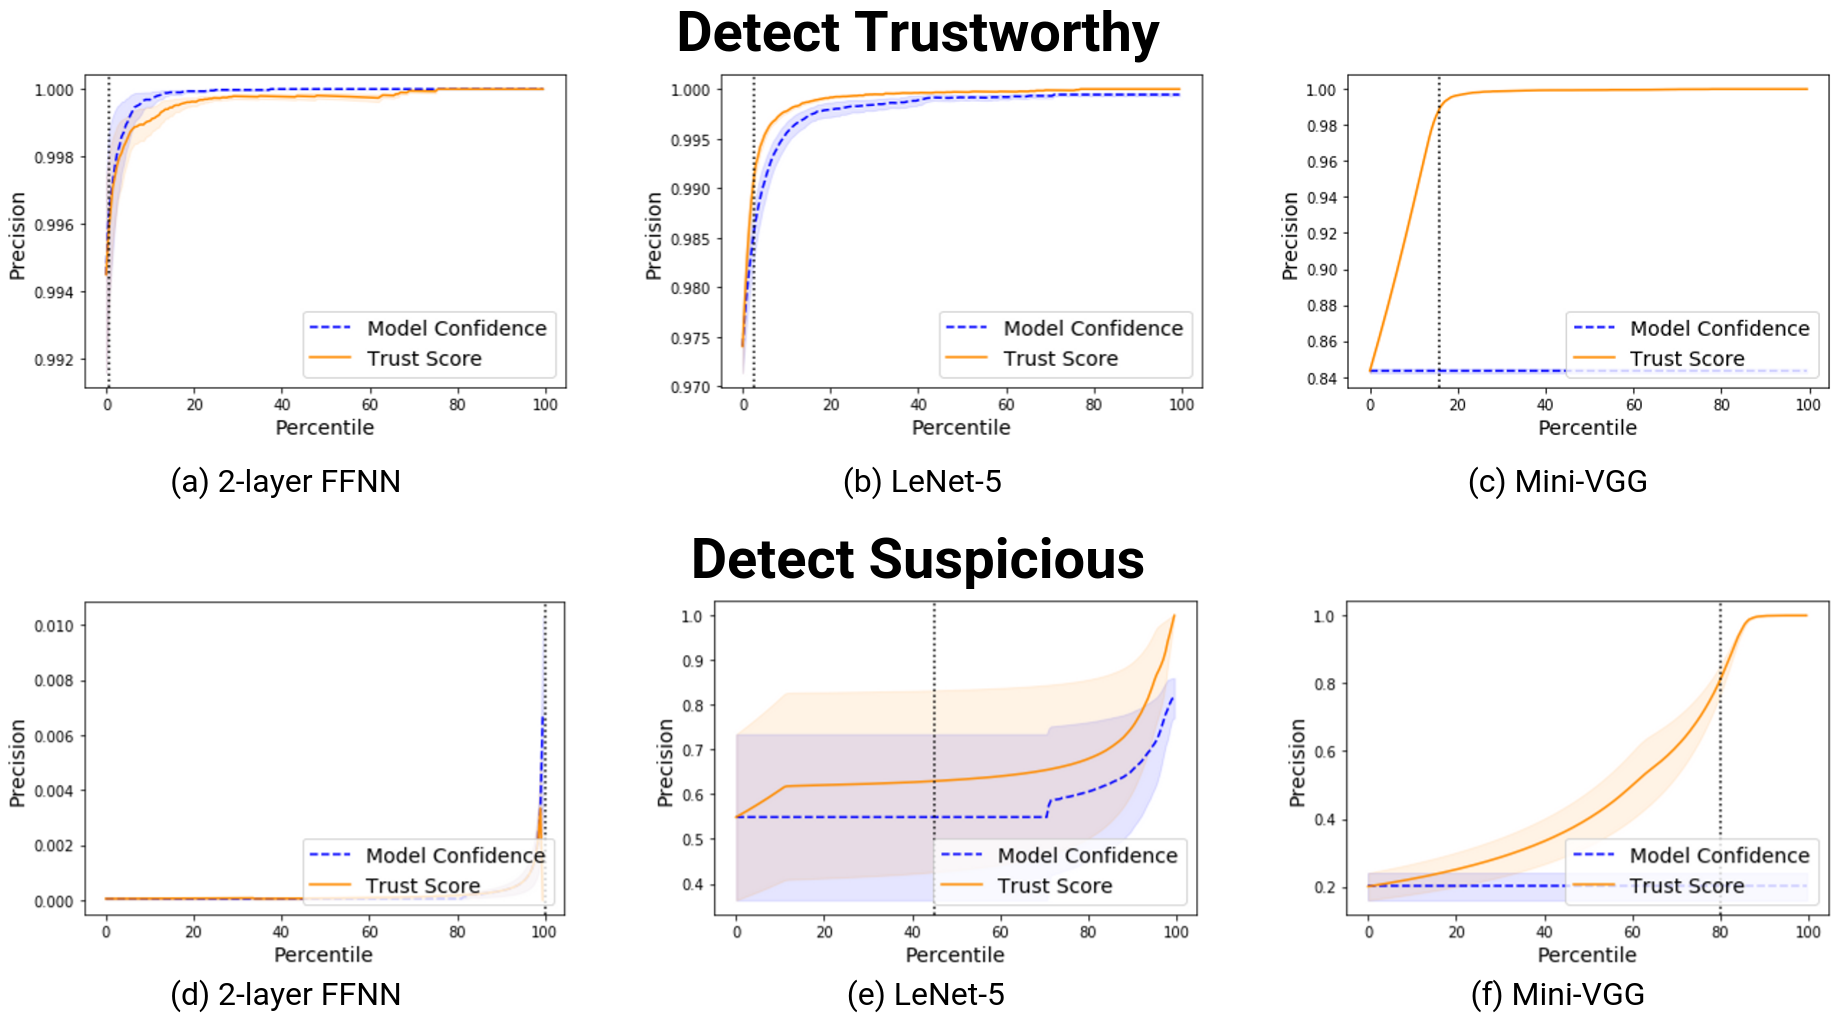 Detect Trustworthy
1.000
0.998
0.996
0.994
0.992
Precision
Model Confidence
Trust Score
0 20 40 60 80 100
Percentile
(a) 2-layer FFNN
1.000
0.995
0.990
0.985
0.980
0.975
0.970
Precision
Model Confidence
Trust Score
0 20 40 60 80 100
Percentile
(b) LeNet-5
1.00
0.98
0.96
0.94
0.92
0.90
0.88
0.86
0.84
Precision
Model Confidence
Trust Score
0 20 40 60 80 100
Percentile
(c) Mini-VGG
Detect Suspicious
0.010
0.008
0.006
0.004
0.002
0.000
Precision
Model Confidence
Trust Score
0 20 40 60 80 100
Percentile
(d) 2-layer FFNN
1.0
0.9
0.8
0.7
0.6
0.5
0.4
Precision
Model Confidence
Trust Score
0 20 40 60 80 100
Percentile
(e) LeNet-5
1.0
0.8
0.6
0.4
0.2
Precision
Model Confidence
Trust Score
0 20 40 60 80 100
Percentile
(f) Mini-VGG